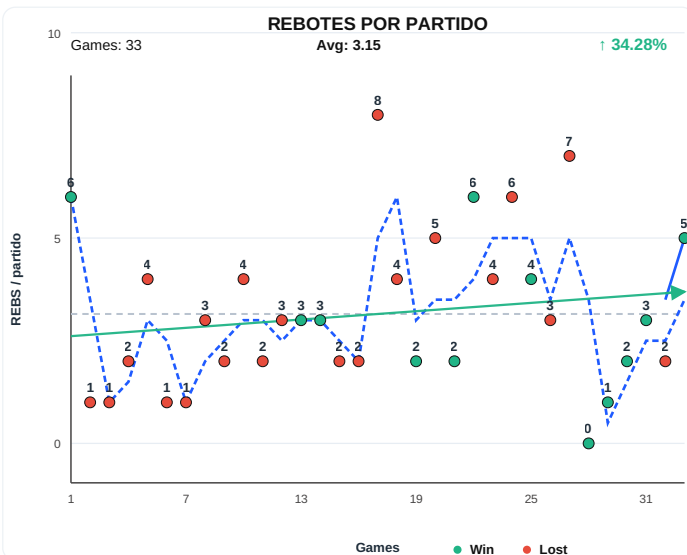 REBOTES POR PARTIDO
10
Games: 33 Avg: 3.15 ↑ 34.28%
8
7
6 6 6
5 5
5
4 4 4 4 4
3 3 3 3 3 3
2 2 2 2 2 2 2 2 2
1 1 1 1 1
0
0
REBS / partido
1 7 13 19 25 31
Games Win Lost